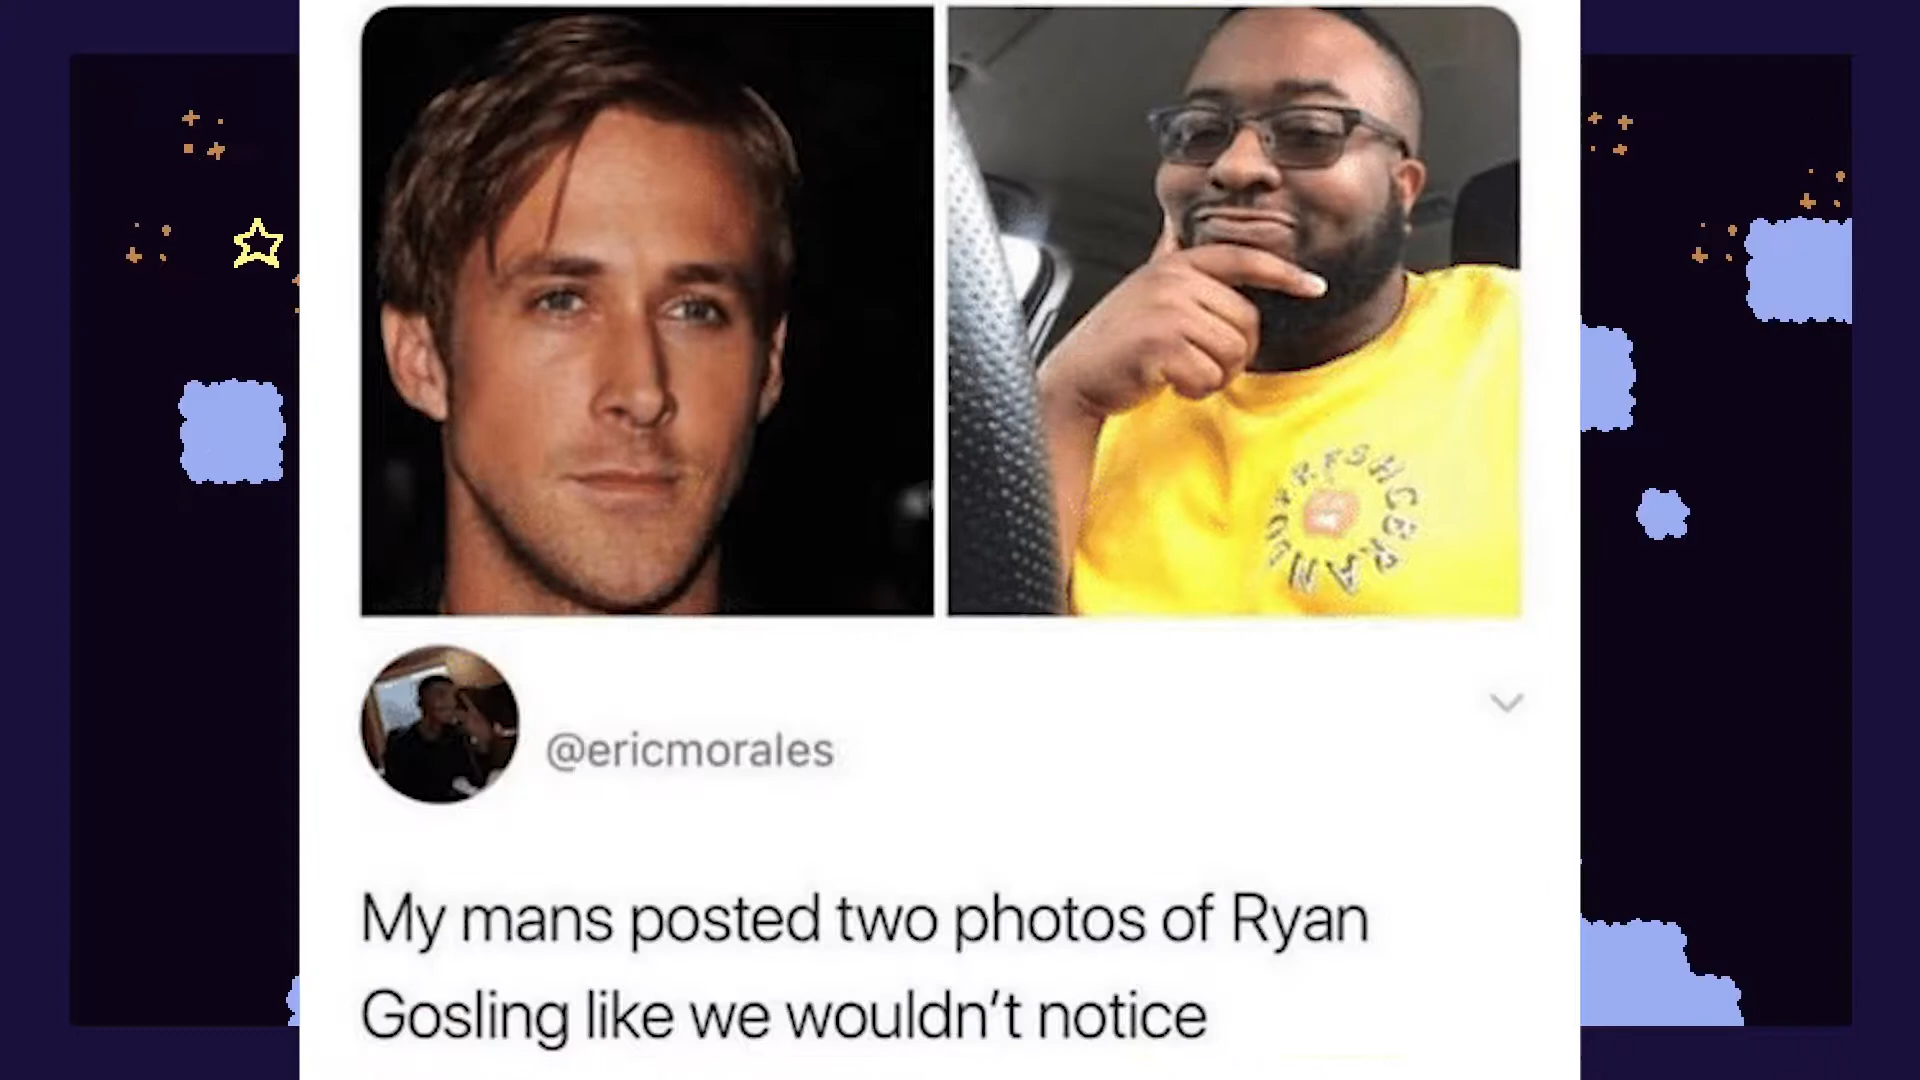 @ericmorales
My mans posted two photos of Ryan
Gosling like we wouldn't notice